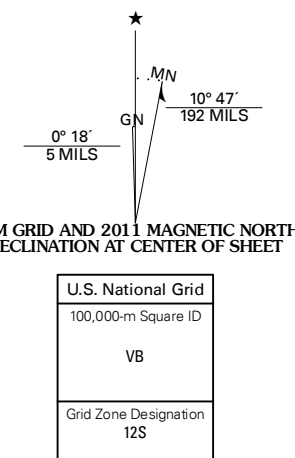 MN
10° 47´
192 MILS
GN
0° 18´
5 MILS
M GRID AND 2011 MAGNETIC NORTH
ECLINATION AT CENTER OF SHEET
U.S. National Grid
100,000-m Square ID
VB
Grid Zone Designation
12S